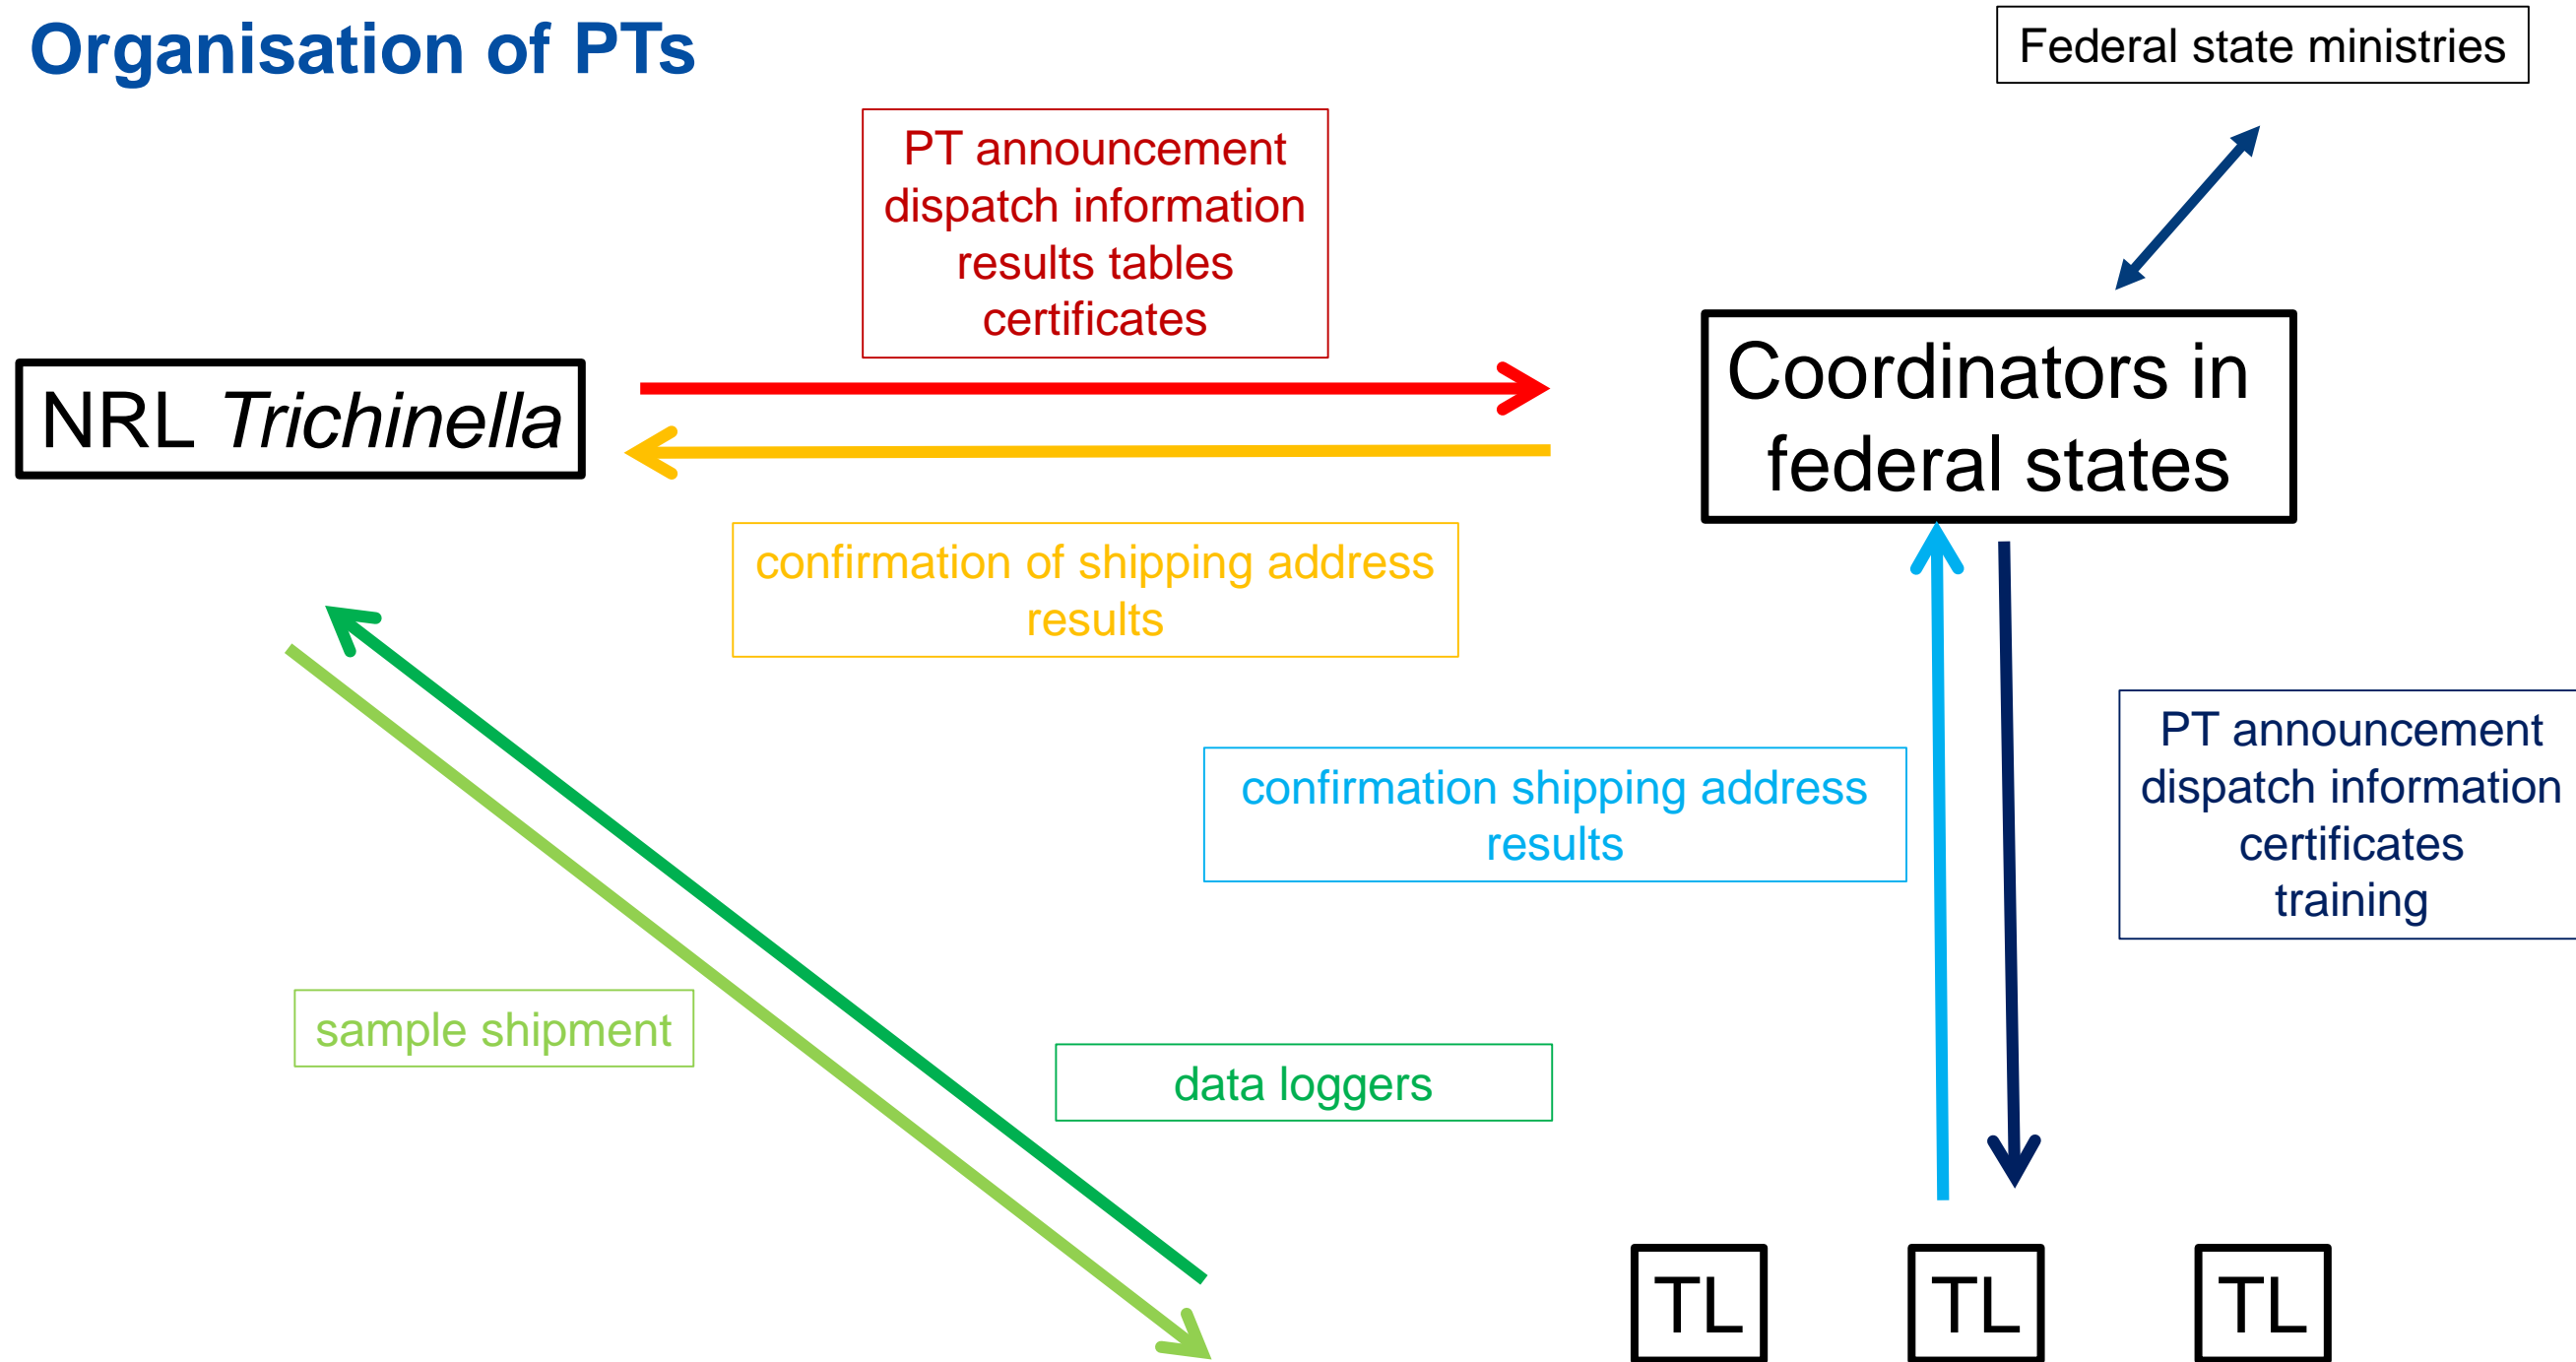 Organisation of PTs
Federal state ministries
PT announcement
dispatch information
results tables
certificates
NRL Trichinella
Coordinators in
federal states
confirmation of shipping address
results
PT announcement
dispatch information
certificates
training
confirmation shipping address
results
sample shipment
data loggers
TL
TL
TL